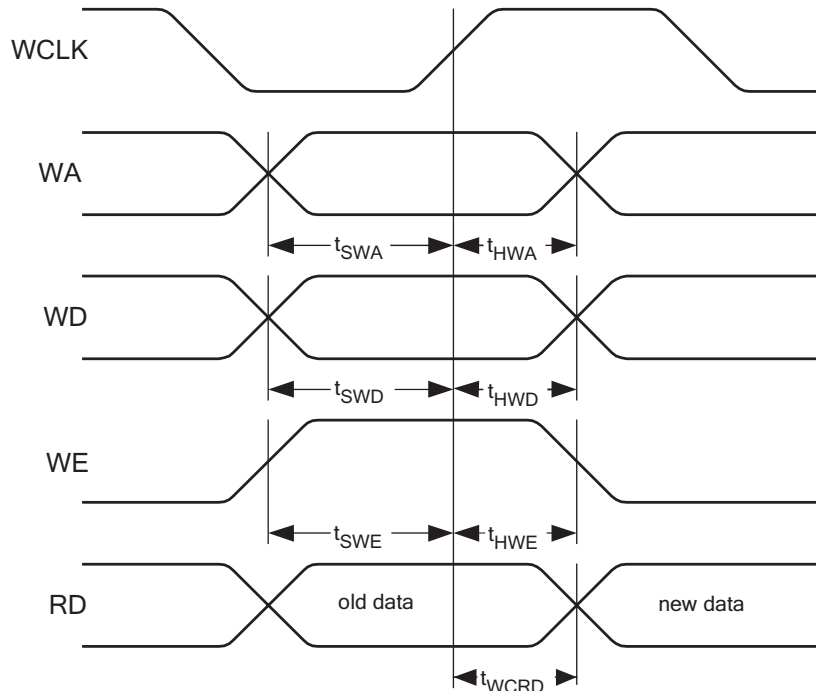 WCLK
WA
tSWA tHWA
WD
tSWD tHWD
WE
tSWE tHWE
RD old data new data
tWCRD